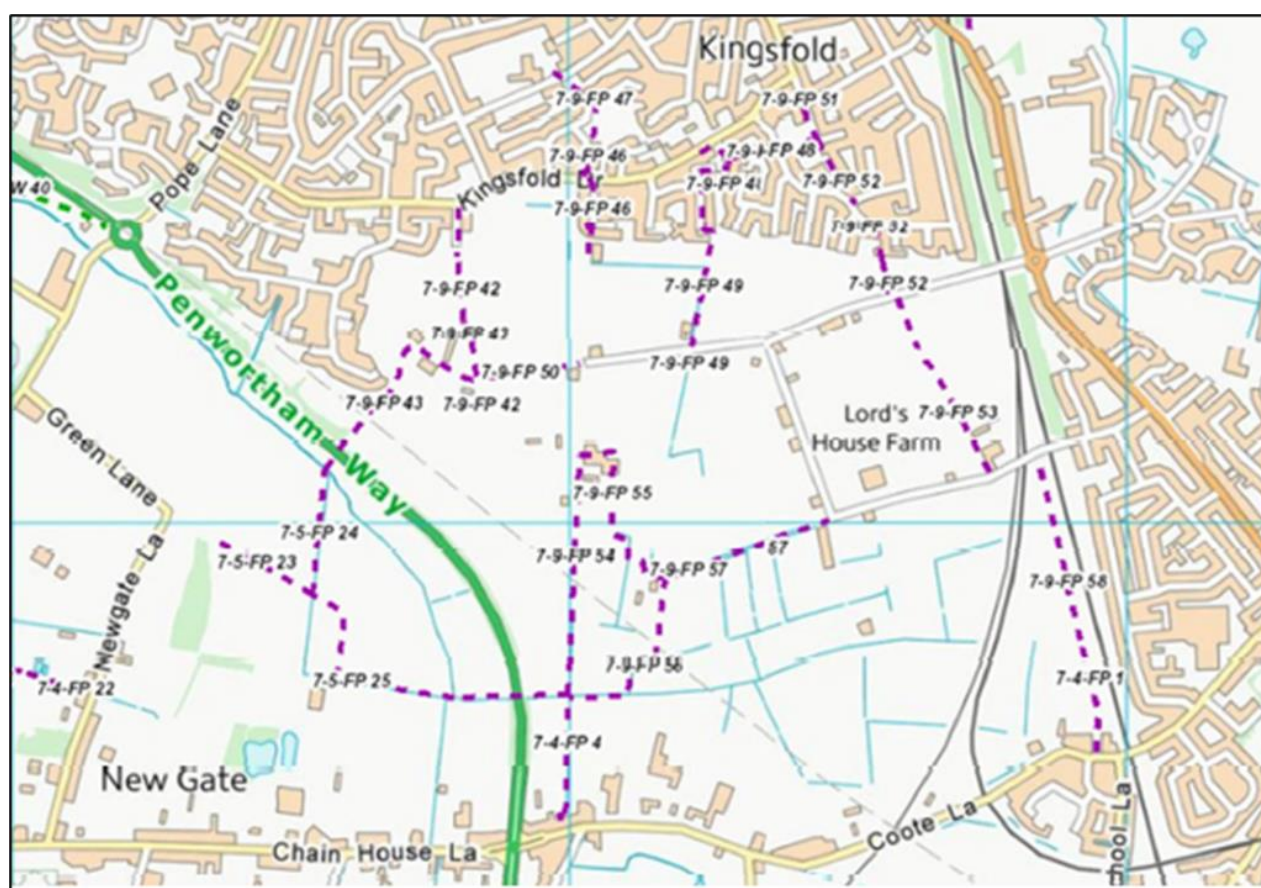 Kingsfold
7-9-FP 47
7-9-FP 51
Pope Lane
7-9-FP 46
7-9-FP 48
W 40
Kingsfold Dr
7-9-FP 52
7-9-FP 46
7-9-FP 42
7-9-FP 49
7-9-FP 52
Penwortham Way
7-9-FP 43
7-9-FP 50
7-9-FP 49
7-9-FP 43
7-9-FP 42
Lord's
House Farm
7-9-FP 53
Green Lane
7-9-FP 55
7-5-FP 24
7-5-FP 23
7-9-FP 54
7-9-FP 57
57
7-9-FP 58
Newgate La
7-4-FP 22
7-5-FP 25
7-9-FP 56
7-4-FP 1
7-4-FP 4
New Gate
Chain House La
Coote La
hool La